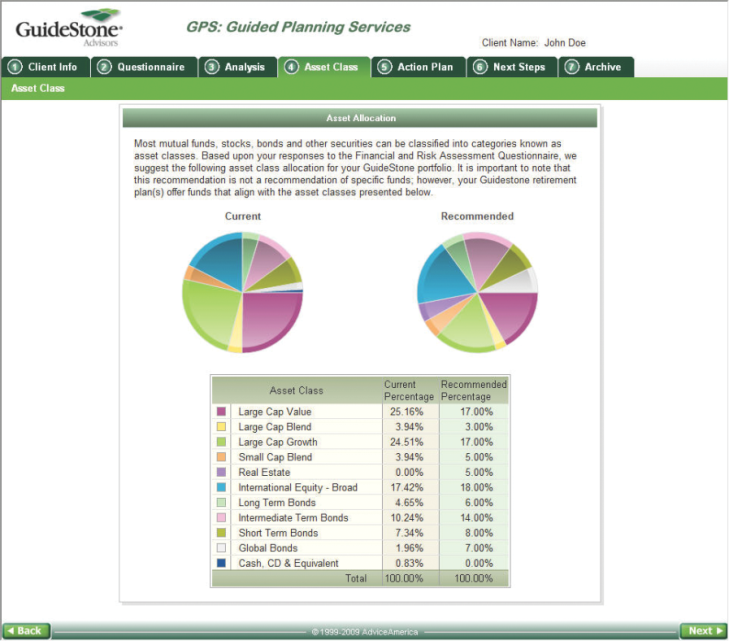 GuideStone®
Advisors
GPS: Guided Planning Services
Client Name: John Doe
1 Client Info 2 Questionnaire 3 Analysis 4 Asset Class 5 Action Plan 6 Next Steps 7 Archive
Asset Class
Asset Allocation
Most mutual funds, stocks, bonds and other securities can be classified into categories known as
asset classes. Based upon your responses to the Financial and Risk Assessment Questionnaire, we
suggest the following asset class allocation for your GuideStone portfolio. It is important to note that
this recommendation is not a recommendation of specific funds; however, your Guidestone retirement
plan(s) offer funds that align with the asset classes presented below.
Current Recommended
Asset Class Current Percentage Recommended Percentage
Large Cap Value 25.16% 17.00%
Large Cap Blend 3.94% 3.00%
Large Cap Growth 24.51% 17.00%
Small Cap Blend 3.94% 5.00%
Real Estate 0.00% 5.00%
International Equity - Broad 17.42% 18.00%
Long Term Bonds 4.65% 6.00%
Intermediate Term Bonds 10.24% 14.00%
Short Term Bonds 7.34% 8.00%
Global Bonds 1.96% 7.00%
Cash, CD & Equivalent 0.83% 0.00%
Total 100.00% 100.00%
Back © 1999-2009 AdviceAmerica Next